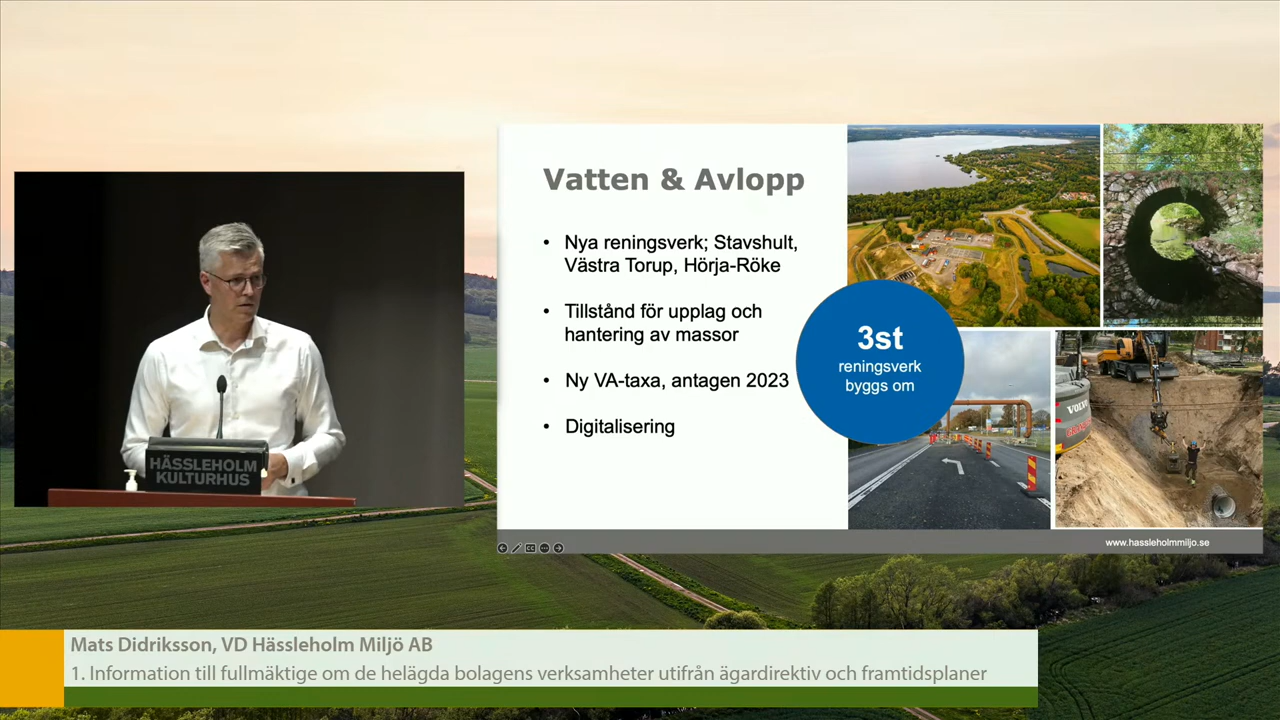 Vatten & Avlopp
• Nya reningsverk; Stavshult,
Västra Torup, Hörja-Röke
• Tillstånd för upplag och
hantering av massor
• Ny VA-taxa, antagen 2023
• Digitalisering
3st
reningsverk
byggs om
VOLVO
www.hassleholmmiljo.se
HÄSSLEHOLM
KULTURHUS
Mats Didriksson, VD Hässleholm Miljö AB
1. Information till fullmäktige om de helägda bolagens verksamheter utifrån ägardirektiv och framtidsplaner